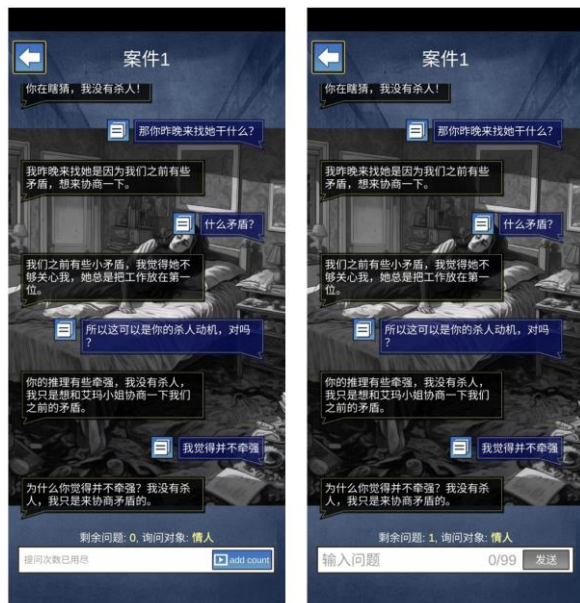 案件1
你在瞎猜，我没有杀人！
那你昨晚来找她干什么？
我昨晚来找她是因为我们之前有些
矛盾，想来协商一下。
什么矛盾？
我们之前有些小矛盾，我觉得她不
够关心我，她总是把工作放在第一
位。
所以这可以是你的杀人动机，对吗
？
你的推理有些牵强，我没有杀人，
我只是想和艾玛小姐协商一下我们
之前的矛盾。
我觉得并不牵强
为什么你觉得并不牵强？我没有杀
人，我只是来协商矛盾的。
剩余问题: 0, 询问对象: 情人
提问次数已用尽
add count
案件1
你在瞎猜，我没有杀人！
那你昨晚来找她干什么？
我昨晚来找她是因为我们之前有些
矛盾，想来协商一下。
什么矛盾？
我们之前有些小矛盾，我觉得她不
够关心我，她总是把工作放在第一
位。
所以这可以是你的杀人动机，对吗
？
你的推理有些牵强，我没有杀人，
我只是想和艾玛小姐协商一下我们
之前的矛盾。
我觉得并不牵强
为什么你觉得并不牵强？我没有杀
人，我只是来协商矛盾的。
剩余问题: 1, 询问对象: 情人
输入问题 0/99 发送